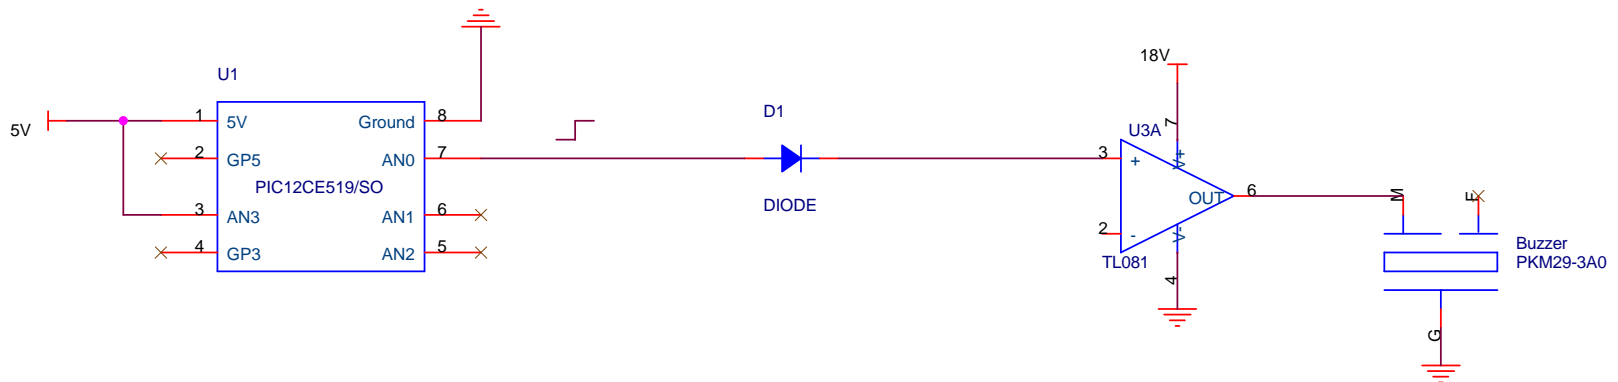 18V
U1
D1
5V
1
5V
Ground
8
7
U3A
2
GP5
AN0
7
3
+
V+
PIC12CE519/SO
OUT
6
M
F
DIODE
3
AN3
AN1
6
2
-
V-
4
GP3
AN2
5
TL081
Buzzer
PKM29-3A0
4
G